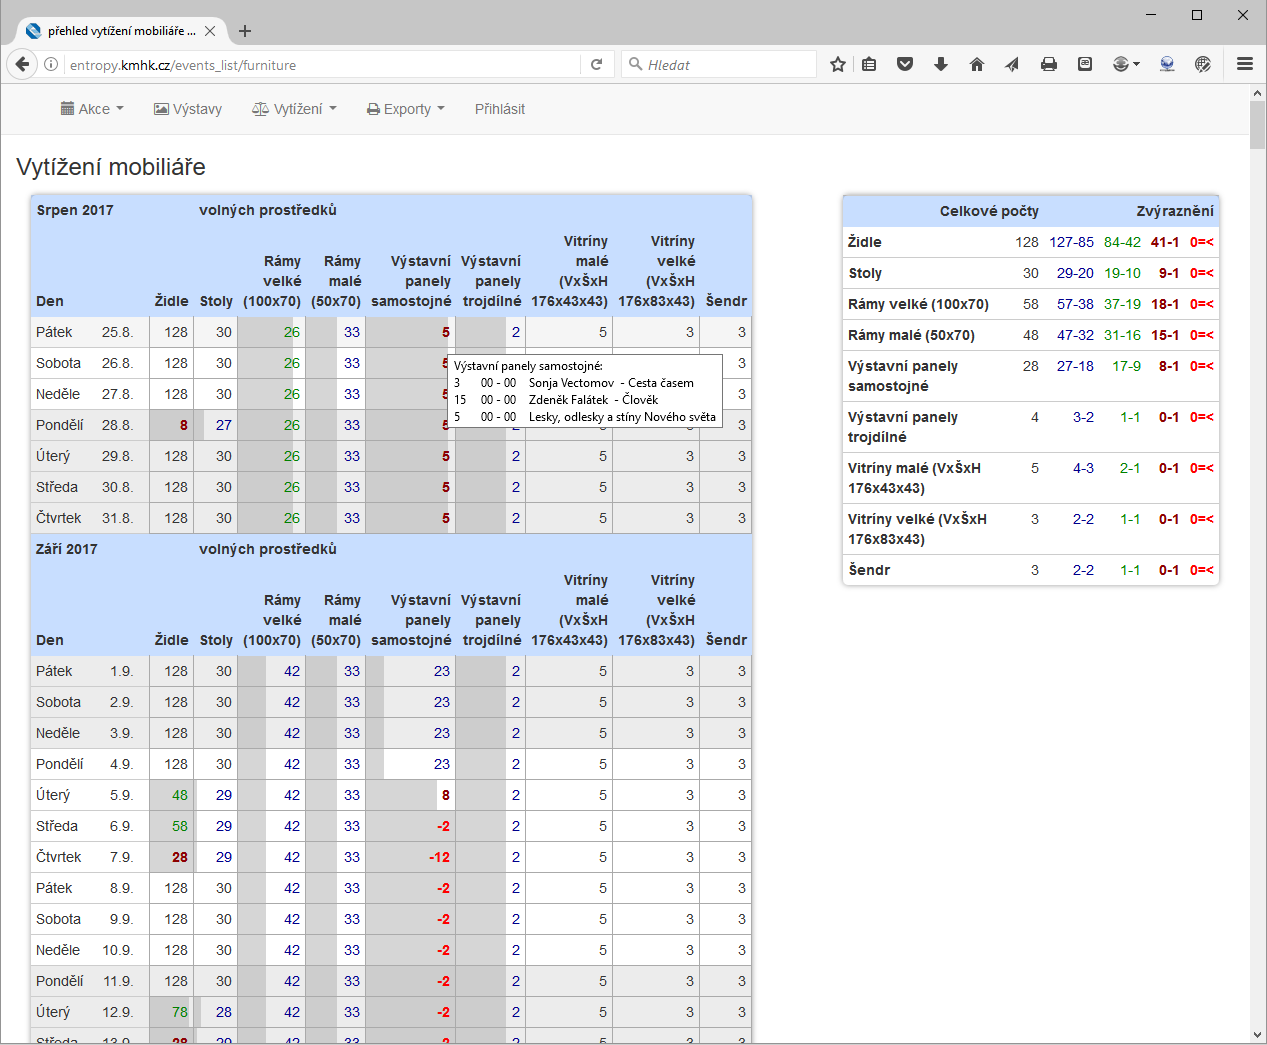 přehled vytížení mobiliáře ...
entropy.kmhk.cz/events_list/furniture
Hledat
Akce Výstavy Vytížení Exporty Přihlásit
Vytížení mobiliáře
Srpen 2017 volných prostředků
Den Židle Stoly Rámy velké (100x70) Rámy malé (50x70) Výstavní panely samostojné Výstavní panely trojdílné Vitríny malé (VxŠxH 176x43x43) Vitríny velké (VxŠxH 176x83x43) Šendr
Pátek 25.8. 128 30 26 33 5 2 5 3 3
Sobota 26.8. 128 30 26 33 3
Neděle 27.8. 128 30 26 33 3
Pondělí 28.8. 8 27 26 33 5 2 5 3 3
Úterý 29.8. 128 30 26 33 5 2 5 3 3
Středa 30.8. 128 30 26 33 5 2 5 3 3
Čtvrtek 31.8. 128 30 26 33 5 2 5 3 3
Výstavní panely samostojné:
3 00 - 00 Sonja Vectomov - Cesta časem
15 00 - 00 Zdeněk Falátek - Člověk
5 00 - 00 Lesky, odlesky a stíny Nového světa
Září 2017 volných prostředků
Den Židle Stoly Rámy velké (100x70) Rámy malé (50x70) Výstavní panely samostojné Výstavní panely trojdílné Vitríny malé (VxŠxH 176x43x43) Vitríny velké (VxŠxH 176x83x43) Šendr
Pátek 1.9. 128 30 42 33 23 2 5 3 3
Sobota 2.9. 128 30 42 33 23 2 5 3 3
Neděle 3.9. 128 30 42 33 23 2 5 3 3
Pondělí 4.9. 128 30 42 33 23 2 5 3 3
Úterý 5.9. 48 29 42 33 8 2 5 3 3
Středa 6.9. 58 29 42 33 -2 2 5 3 3
Čtvrtek 7.9. 28 29 42 33 -12 2 5 3 3
Pátek 8.9. 128 30 42 33 -2 2 5 3 3
Sobota 9.9. 128 30 42 33 -2 2 5 3 3
Neděle 10.9. 128 30 42 33 -2 2 5 3 3
Pondělí 11.9. 128 30 42 33 -2 2 5 3 3
Úterý 12.9. 78 28 42 33 -2 2 5 3 3
Středa 13.9. 28 29 42 33 -2 2 5 3 3
Celkové počty Zvýraznění
Židle 128 127-85 84-42 41-1 0=<
Stoly 30 29-20 19-10 9-1 0=<
Rámy velké (100x70) 58 57-38 37-19 18-1 0=<
Rámy malé (50x70) 48 47-32 31-16 15-1 0=<
Výstavní panely samostojné 28 27-18 17-9 8-1 0=<
Výstavní panely trojdílné 4 3-2 1-1 0-1 0=<
Vitríny malé (VxŠxH 176x43x43) 5 4-3 2-1 0-1 0=<
Vitríny velké (VxŠxH 176x83x43) 3 2-2 1-1 0-1 0=<
Šendr 3 2-2 1-1 0-1 0=<